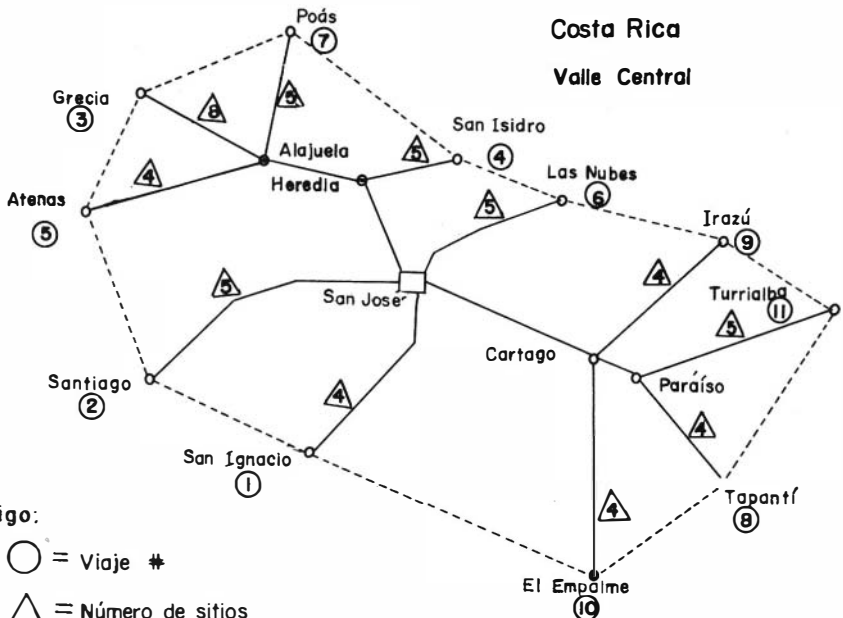 Costa Rica
Valle Central
Poás
7
Grecia
3
8
5
San Isidro
4
Alajuela
5
Heredia
Las Nubes
6
4
Atenas
5
5
Irazú
9
5
San José
4
Turrialba
11
5
Cartago
Paráíso
Santiago
2
4
4
San Ignacio
1
Tapantí
8
4
El Empalme
10
igo:
= Viaje #
= Número de sitios